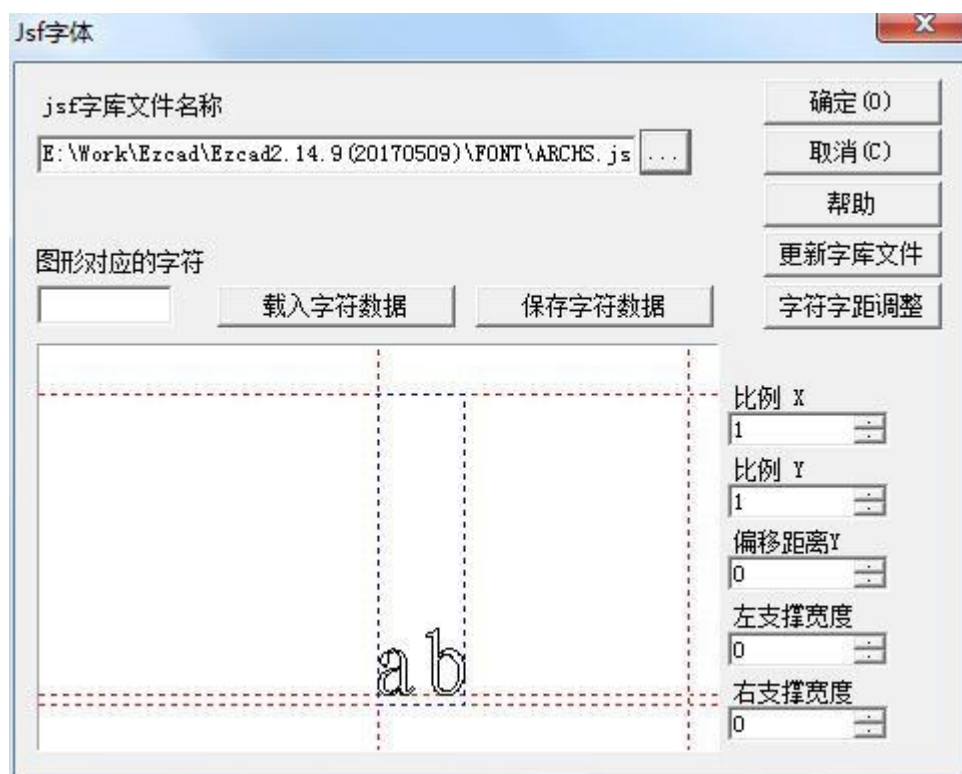 Jsf字体
jsf字库文件名称
E:\Work\Ezcad\Ezcad2.14.9(20170509)\FONT\ARCHS.js
...
确定(O)
取消(C)
帮助
更新字库文件
字符字距调整
图形对应的字符
载入字符数据
保存字符数据
比例 X
1
比例 Y
1
偏移距离Y
0
左支撑宽度
0
右支撑宽度
0
a b